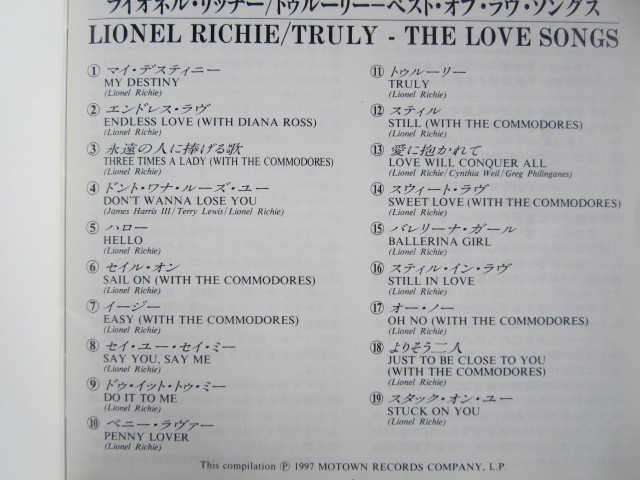 ライオネル・リッチー/トゥルーリー−ベスト・オブ・ラヴ・ソングス
LIONEL RICHIE/TRULY - THE LOVE SONGS
① マイ・デスティニー
MY DESTINY
(Lionel Richie)
② エンドレス・ラヴ
ENDLESS LOVE (WITH DIANA ROSS)
(Lionel Richie)
③ 永遠の人に捧げる歌
THREE TIMES A LADY (WITH THE COMMODORES)
(Lionel Richie)
④ ドント・ワナ・ルーズ・ユー
DON'T WANNA LOSE YOU
(James Harris III / Terry Lewis/Lionel Richie)
⑤ ハロー
HELLO
(Lionel Richie)
⑥ セイル・オン
SAIL ON (WITH THE COMMODORES)
(Lionel Richie)
⑦ イージー
EASY (WITH THE COMMODORES)
(Lionel Richie)
⑧ セイ・ユー・セイ・ミー
SAY YOU, SAY ME
(Lionel Richie)
⑨ ドゥ・イット・トゥ・ミー
DO IT TO ME
(Lionel Richie)
⑩ ペニー・ラヴァー
PENNY LOVER
(Lionel Richie)
⑪ トゥルーリー
TRULY
(Lionel Richie)
⑫ スティル
STILL (WITH THE COMMODORES)
(Lionel Richie)
⑬ 愛に抱かれて
LOVE WILL CONQUER ALL
(Lionel Richie/Cynthia Weil/Greg Philinganes)
⑭ スウィート・ラヴ
SWEET LOVE (WITH THE COMMODORES)
(Lionel Richie)
⑮ バレリーナ・ガール
BALLERINA GIRL
(Lionel Richie)
⑯ スティル・イン・ラヴ
STILL IN LOVE
(Lionel Richie)
⑰ オー・ノー
OH NO (WITH THE COMMODORES)
(Lionel Richie)
⑱ よりそう二人
JUST TO BE CLOSE TO YOU
(WITH THE COMMODORES)
(Lionel Richie)
⑲ スタック・オン・ユー
STUCK ON YOU
(Lionel Richie)
This compilation Ⓟ 1997 MOTOWN RECORDS COMPANY, L.P.